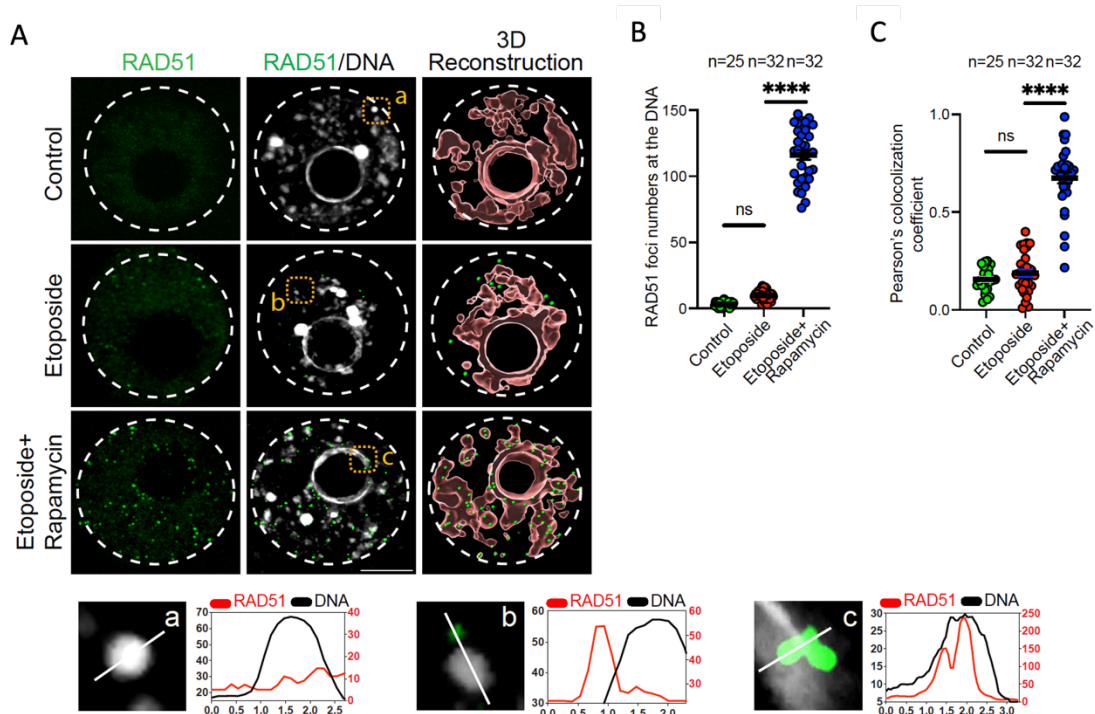 A
RAD51
RAD51/DNA
3D
Reconstruction
Control
Etoposide
Etoposide+
Rapamycin
a
b
c
B
n=25 n=32 n=32
****
ns
RAD51 foci numbers at the DNA
150
100
50
0
Control
Etoposide
Etoposide+
Rapamycin
C
n=25 n=32 n=32
****
ns
Pearson's colocolization
coefficient
1.0
0.5
0.0
Control
Etoposide
Etoposide+
Rapamycin
a
RAD51 DNA
70
60
50
40
30
20
40
30
20
10
0
0.0 0.5 1.0 1.5 2.0 2.5
b
RAD51 DNA
60
50
40
30
60
50
40
30
0.0 0.5 1.0 1.5 2.0
c
RAD51 DNA
30
25
20
15
10
5
250
200
150
100
50
0
0.0 0.5 1.0 1.5 2.0 2.5 3.0